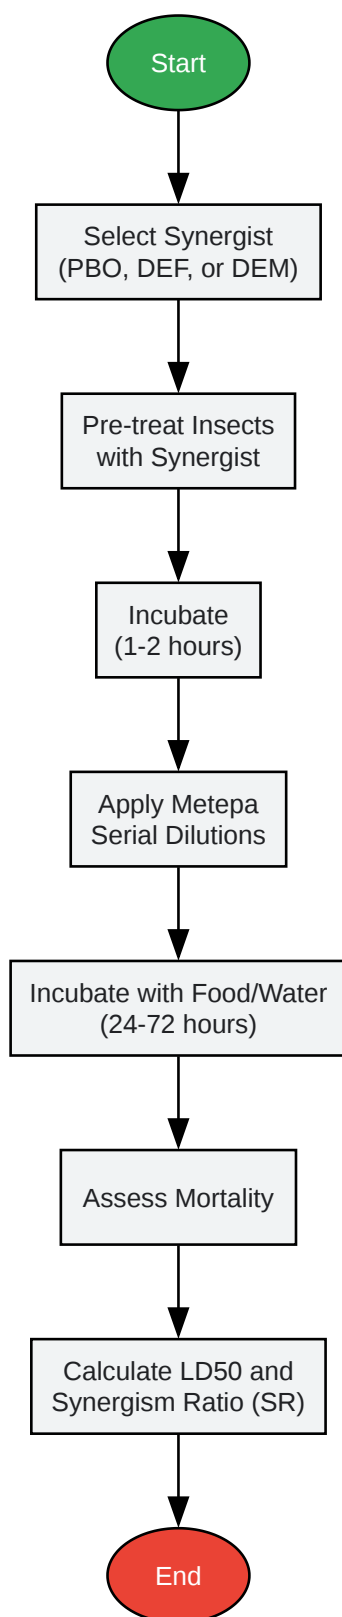 Start
Select Synergist
(PBO, DEF, or DEM)
Pre-treat Insects
with Synergist
Incubate
(1-2 hours)
Apply Metepa
Serial Dilutions
Incubate with Food/Water
(24-72 hours)
Assess Mortality
Calculate LD50 and
Synergism Ratio (SR)
End